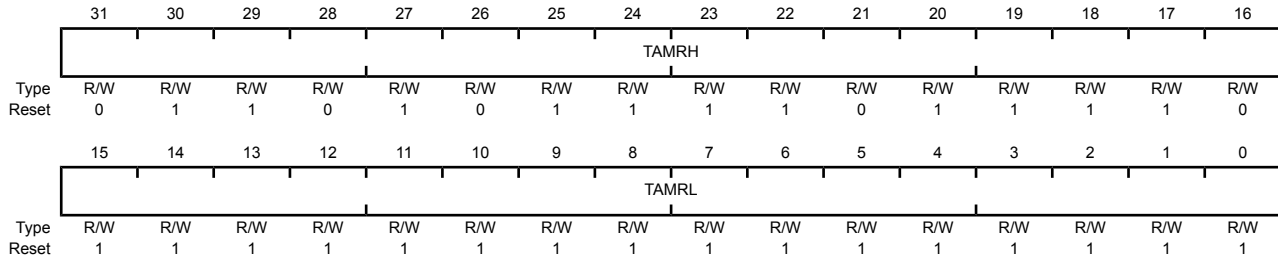 31 30 29 28 27 26 25 24 23 22 21 20 19 18 17 16
TAMRH
Type R/W R/W R/W R/W R/W R/W R/W R/W R/W R/W R/W R/W R/W R/W R/W R/W
Reset 0 1 1 0 1 0 1 1 1 1 0 1 1 1 1 0
15 14 13 12 11 10 9 8 7 6 5 4 3 2 1 0
TAMRL
Type R/W R/W R/W R/W R/W R/W R/W R/W R/W R/W R/W R/W R/W R/W R/W R/W
Reset 1 1 1 1 1 1 1 1 1 1 1 1 1 1 1 1